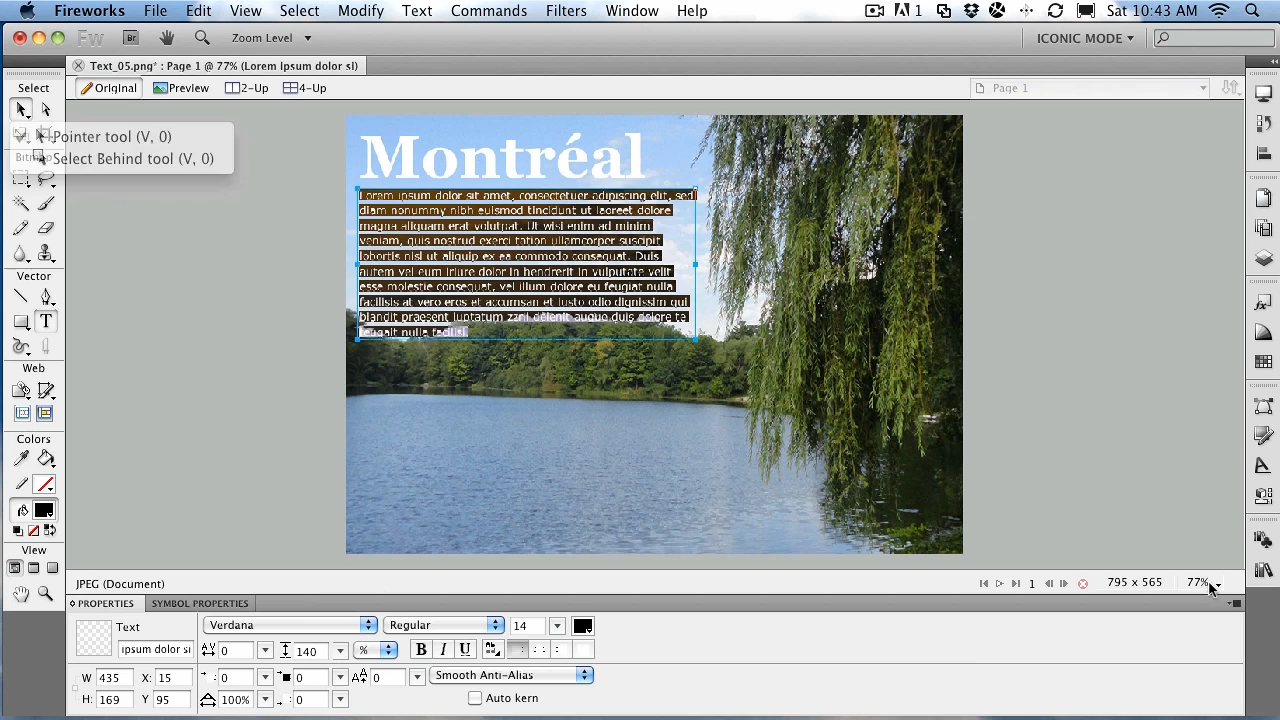 Fireworks File Edit View Select Modify Text Commands Filters Window Help 1 Sat 10:43 AM
Fw Br Zoom Level ICONIC MODE
Text_05.png* : Page 1 @ 77% (Lorem ipsum dolor si)
Original Preview 2-Up 4-Up Page 1
Select
Pointer tool (V, 0)
Select Behind tool (V, 0)
Bitmap
Vector
T
Web
Colors
View
Montréal
Lorem ipsum dolor sit amet, consectetuer adipiscing elit, sed
diam nonummy nibh euismod tincidunt ut laoreet dolore
magna aliquam erat volutpat. Ut wisi enim ad minim
veniam, quis nostrud exerci tation ullamcorper suscipit
lobortis nisl ut aliquip ex ea commodo consequat. Duis
autem vel eum iriure dolor in hendrerit in vulputate velit
esse molestie consequat, vel illum dolore eu feugiat nulla
facilisis at vero eros et accumsan et iusto odio dignissim qui
blandit praesent luptatum zzril delenit augue duis dolore te
feugait nulla facilisi.
JPEG (Document) 1 795 x 565 77%
PROPERTIES SYMBOL PROPERTIES
Text Verdana Regular 14
ipsum dolor si 0 140 % B I U
W 435 X: 15 0 0 0 Smooth Anti-Alias
H: 169 Y 95 100% 0 Auto kern